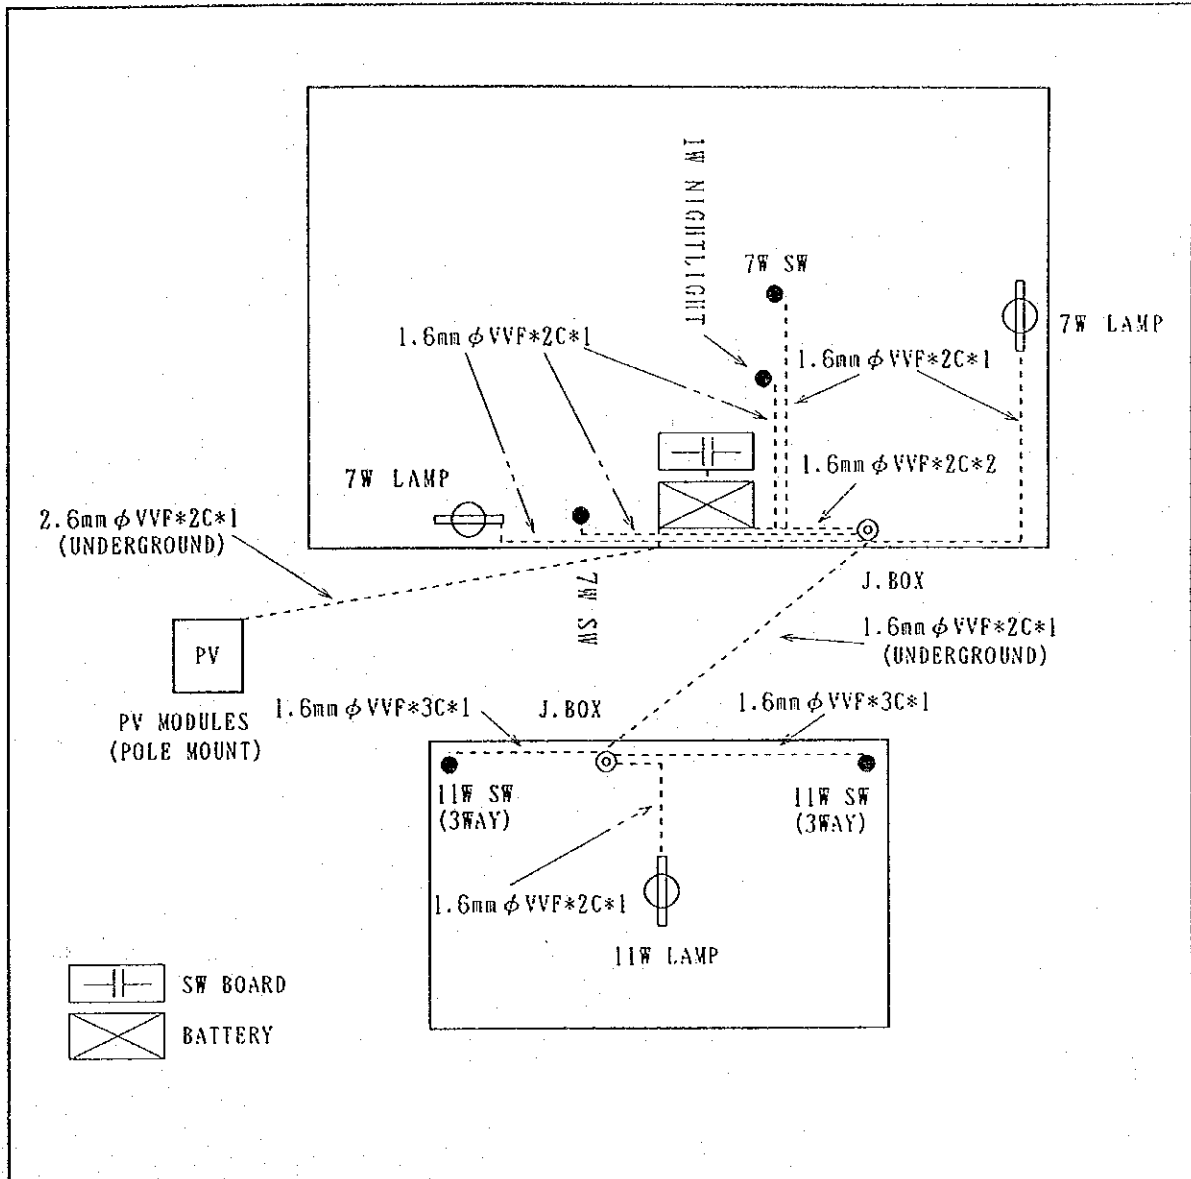 1W NIGHTLIGHT
7W SW
7W LAMP
1.6mm φ VVF*2C*1
1.6mm φ VVF*2C*1
7W LAMP
1.6mm φ VVF*2C*2
2.6mm φ VVF*2C*1
(UNDERGROUND)
7W SW
J.BOX
1.6mm φ VVF*2C*1
(UNDERGROUND)
PV
PV MODULES
(POLE MOUNT)
1.6mm φ VVF*3C*1
J.BOX
1.6mm φ VVF*3C*1
11W SW
(3WAY)
11W SW
(3WAY)
1.6mm φ VVF*2C*1
11W LAMP
SW BOARD
BATTERY